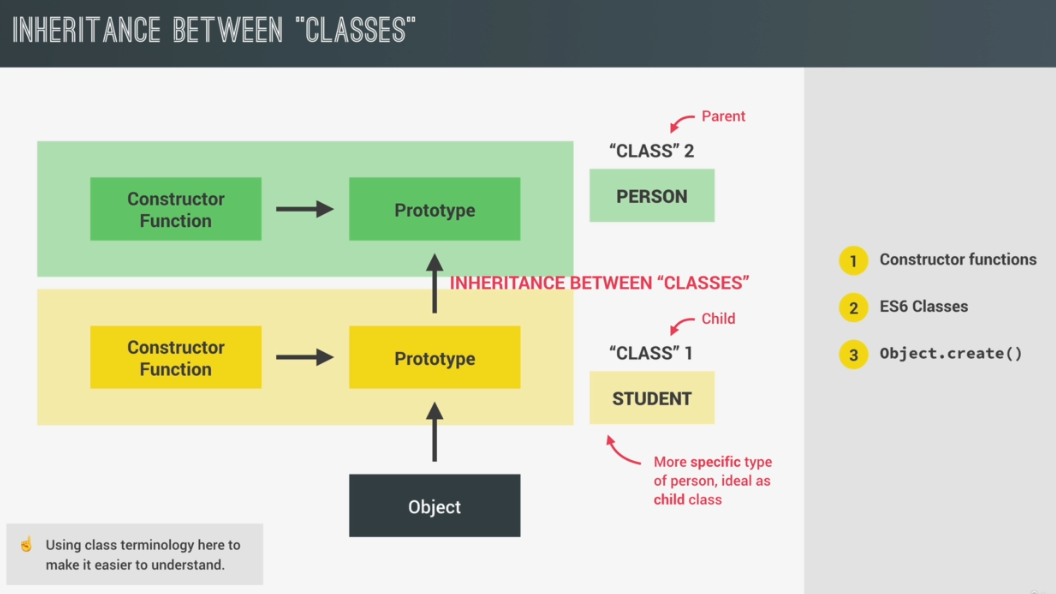 INHERITANCE BETWEEN "CLASSES"
Parent
“CLASS” 2
PERSON
Constructor
Function
Prototype
INHERITANCE BETWEEN “CLASSES”
Child
“CLASS” 1
STUDENT
Constructor
Function
Prototype
More specific type
of person, ideal as
child class
Object
☝ Using class terminology here to
make it easier to understand.
1 Constructor functions
2 ES6 Classes
3 Object.create()